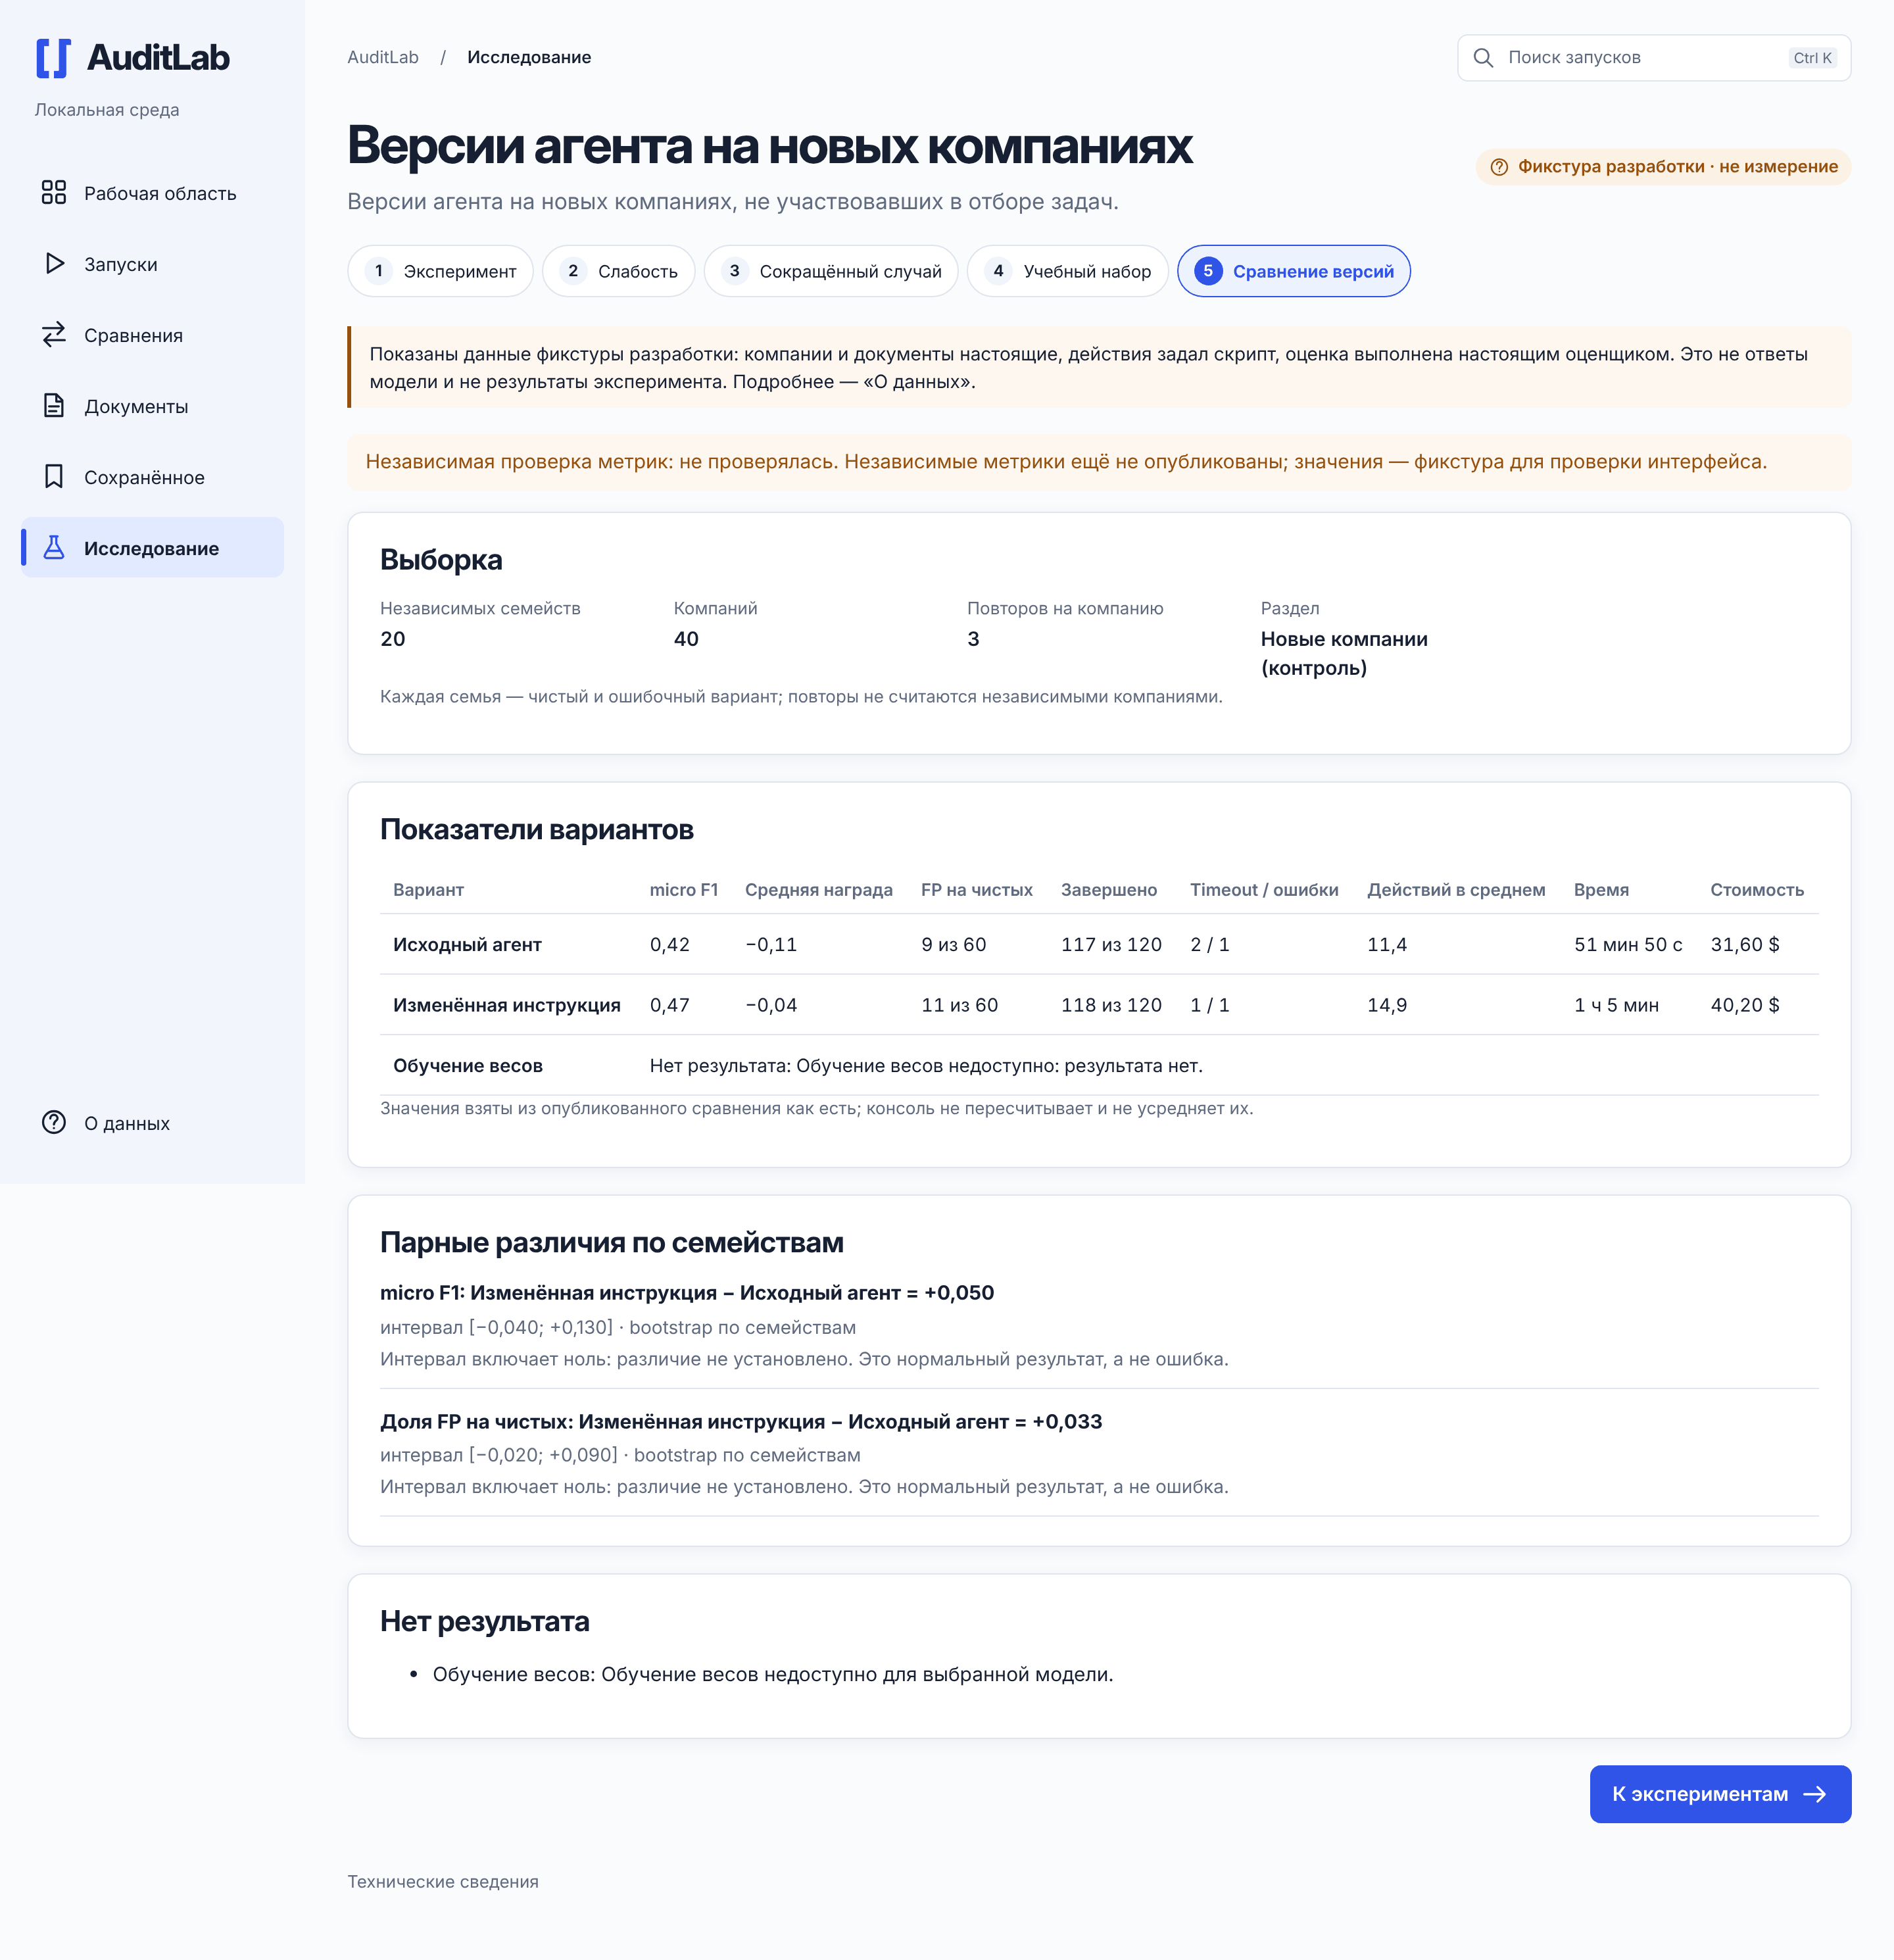 AuditLab
Локальная среда
Рабочая область
Запуски
Сравнения
Документы
Сохранённое
Исследование
О данных
AuditLab / Исследование
Поиск запусков Ctrl K
Версии агента на новых компаниях
Фикстура разработки · не измерение
Версии агента на новых компаниях, не участвовавших в отборе задач.
1 Эксперимент 2 Слабость 3 Сокращённый случай 4 Учебный набор 5 Сравнение версий
Показаны данные фикстуры разработки: компании и документы настоящие, действия задал скрипт, оценка выполнена настоящим оценщиком. Это не ответы
модели и не результаты эксперимента. Подробнее — «О данных».
Независимая проверка метрик: не проверялась. Независимые метрики ещё не опубликованы; значения — фикстура для проверки интерфейса.
Выборка
Независимых семейств Компаний Повторов на компанию Раздел
20 40 3 Новые компании
(контроль)
Каждая семья — чистый и ошибочный вариант; повторы не считаются независимыми компаниями.
Показатели вариантов
Вариант micro F1 Средняя награда FP на чистых Завершено Timeout / ошибки Действий в среднем Время Стоимость
Исходный агент 0,42 −0,11 9 из 60 117 из 120 2 / 1 11,4 51 мин 50 с 31,60 $
Изменённая инструкция 0,47 −0,04 11 из 60 118 из 120 1 / 1 14,9 1 ч 5 мин 40,20 $
Обучение весов Нет результата: Обучение весов недоступно: результата нет.
Значения взяты из опубликованного сравнения как есть; консоль не пересчитывает и не усредняет их.
Парные различия по семействам
micro F1: Изменённая инструкция − Исходный агент = +0,050
интервал [−0,040; +0,130] · bootstrap по семействам
Интервал включает ноль: различие не установлено. Это нормальный результат, а не ошибка.
Доля FP на чистых: Изменённая инструкция − Исходный агент = +0,033
интервал [−0,020; +0,090] · bootstrap по семействам
Интервал включает ноль: различие не установлено. Это нормальный результат, а не ошибка.
Нет результата
• Обучение весов: Обучение весов недоступно для выбранной модели.
К экспериментам →
Технические сведения